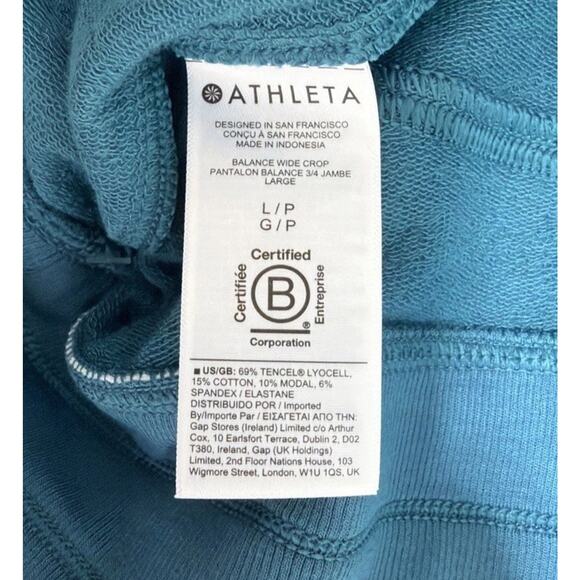 ATHLETA
DESIGNED IN SAN FRANCISCO
CONÇU À SAN FRANCISCO
MADE IN INDONESIA
BALANCE WIDE CROP
PANTALON BALANCE 3/4 JAMBE
LARGE
L / P
G / P
Certified
Certifiée
B
Entreprise
®
Corporation
■ US/GB: 69% TENCEL® LYOCELL,
15% COTTON, 10% MODAL, 6%
SPANDEX / ELASTANE
DISTRIBUIDO POR / Imported
By/Importe Par / ΕΙΣΑΓΕΤΑΙ ΑΠΟ ΤΗΝ:
Gap Stores (Ireland) Limited c/o Arthur
Cox, 10 Earlsfort Terrace, Dublin 2, D02
T380, Ireland, Gap (UK Holdings)
Limited, 2nd Floor Nations House, 103
Wigmore Street, London, W1U 1QS, UK